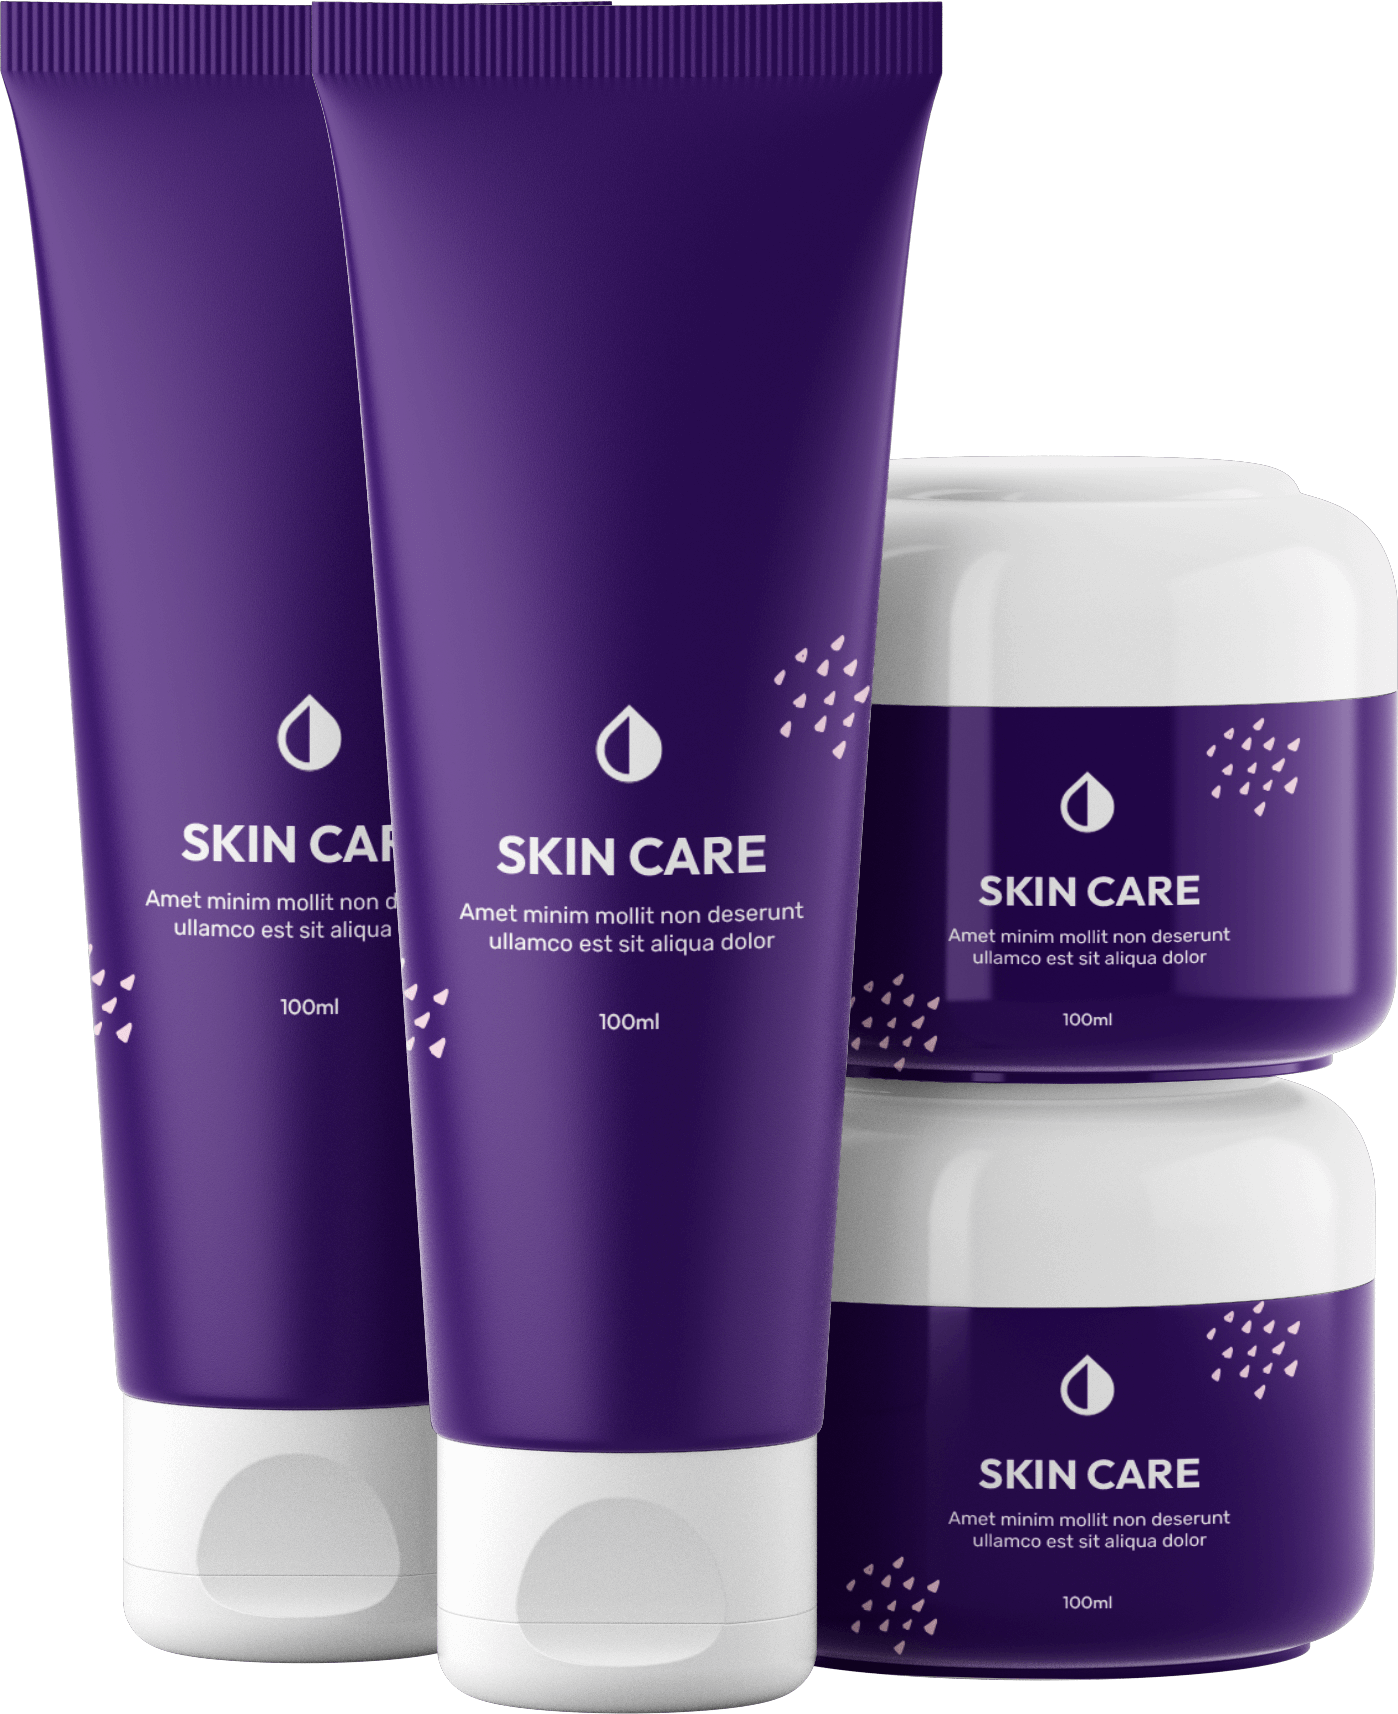 SKIN CAR
Amet minim mollit non d
ullamco est sit aliqua
100ml
SKIN CARE
Amet minim mollit non deserunt
ullamco est sit aliqua dolor
100ml
SKIN CARE
Amet minim mollit non deserunt
ullamco est sit aliqua dolor
100ml
SKIN CARE
Amet minim mollit non deserunt
ullamco est sit aliqua dolor
100ml